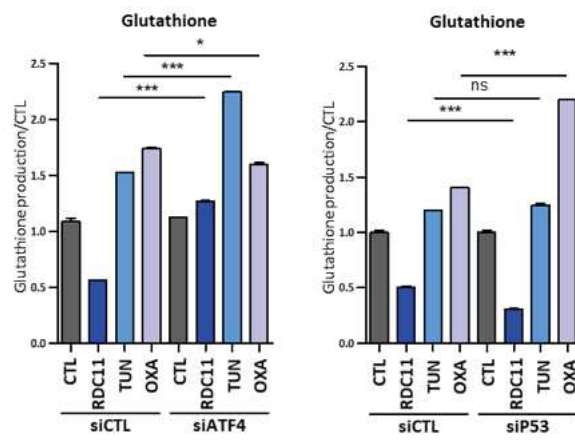 Glutathione
*
***
***
Glutathione production/CTL
2.5
2.0
1.5
1.0
0.5
0.0
CTL
RDC11
TUN
OXA
CTL
RDC11
TUN
OXA
siCTL
siATF4
Glutathione
***
ns
***
Glutathione production/CTL
2.5
2.0
1.5
1.0
0.5
0.0
CTL
RDC11
TUN
OXA
CTL
RDC11
TUN
OXA
siCTL
siP53